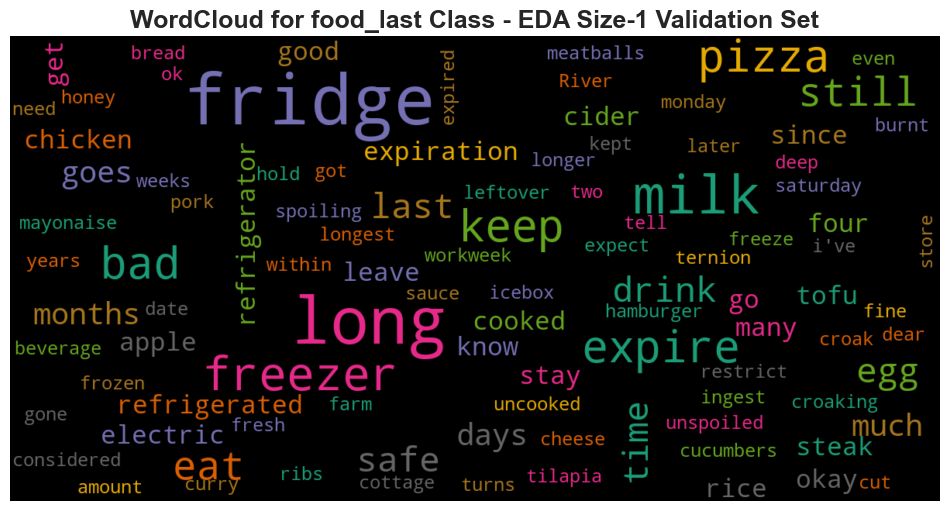 WordCloud for food_last Class - EDA Size-1 Validation Set
get
bread
ok
good
meatballs
pizza
even
fridge
expired
River
still
need
honey
monday
cider
burnt
chicken
kept
later
since
expiration
longer
deep
goes
weeks
refrigerator
hold
got
leftover
two
milk
saturday
pork
last
spoiling
keep
tell
four
mayonaise
longest
workweek
expect
freeze
i've
store
years
bad
within
leave
ternion
months
date
long
sauce
icebox
drink
hamburger
go
tofu
fine
beverage
apple
cooked
know
expire
many
croak
dear
frozen
freezer
stay
restrict
egg
gone
refrigerated
farm
uncooked
ingest
croaking
electric
fresh
days
cheese
time
unspoiled
much
considered
eat
ribs
safe
cucumbers
steak
amount
curry
cottage
turns
tilapia
rice
okay
cut